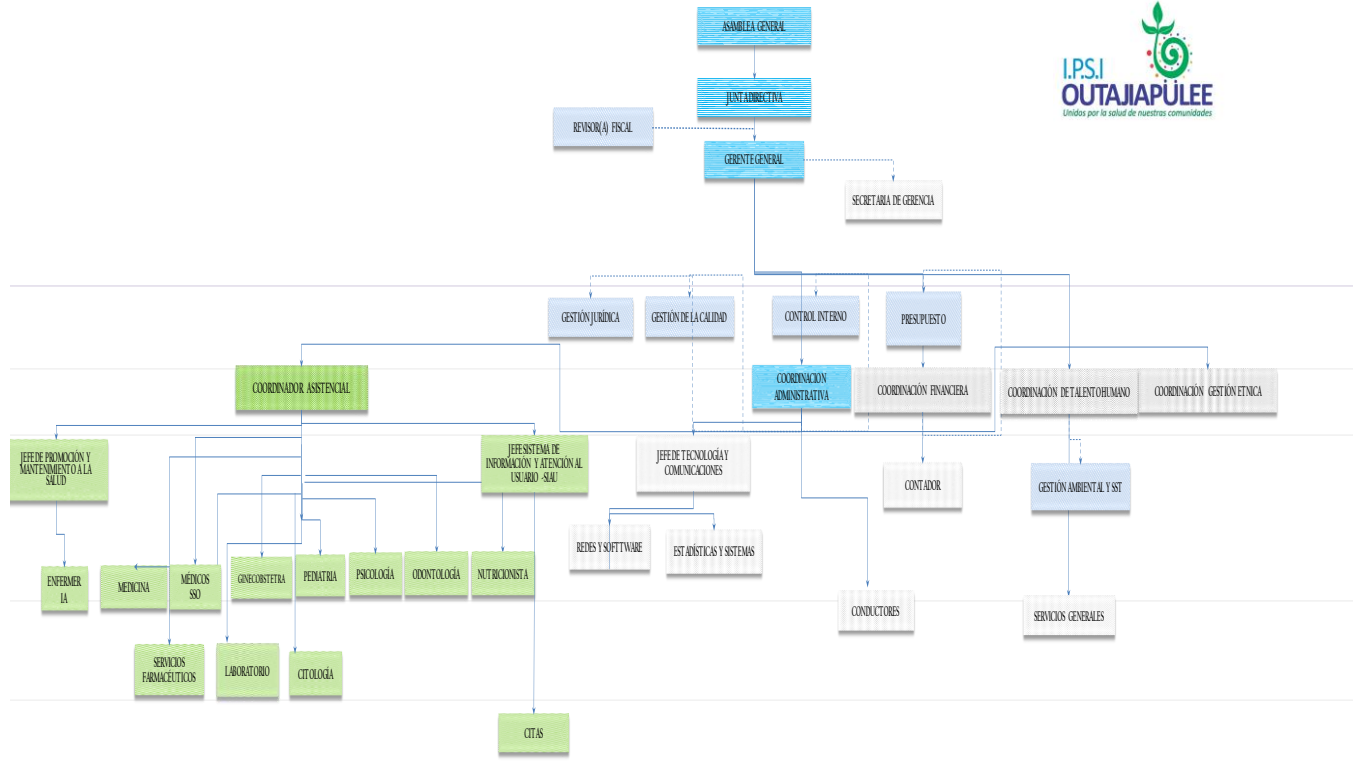 ASAMBLEA GENERAL
I.P.S.I
OUTAJIAPÜLEE
Unidos por la salud de nuestras comunidades
JUNTA DIRECTIVA
REVISOR(A) FISCAL
GERENTE GENERAL
SECRETARIA DE GERENCIA
GESTIÓN JURÍDICA
GESTIÓN DE LA CALIDAD
CONTROL INTERNO
PRESUPUESTO
COORDINADOR ASISTENCIAL
COORDINACIÓN
ADMINISTRATIVA
COORDINACIÓN FINANCIERA
COORDINACIÓN DE TALENTO HUMANO
COORDINACIÓN GESTIÓN ETNICA
JEFE DE PROMOCIÓN Y
MANTENIMIENTO A LA
SALUD
JEFE SISTEMA DE
INFORMACIÓN Y ATENCIÓN AL
USUARIO -SIAU
JEFE DE TECNOLOGÍA Y
COMUNICACIONES
CONTADOR
GESTIÓN AMBIENTAL Y SST
REDES Y SOFTTWARE
ESTADÍSTICAS Y SISTEMAS
ENFERMER
IA
MEDICINA
MÉDICOS
SSO
GINECOBSTETRA
PEDIATRIA
PSICOLOGÍA
ODONTOLOGÍA
NUTRICIONISTA
CONDUCTORES
SERVICIOS GENERALES
SERVICIOS
FARMACÉUTICOS
LABORATORIO
CITOLOGÍA
CITAS